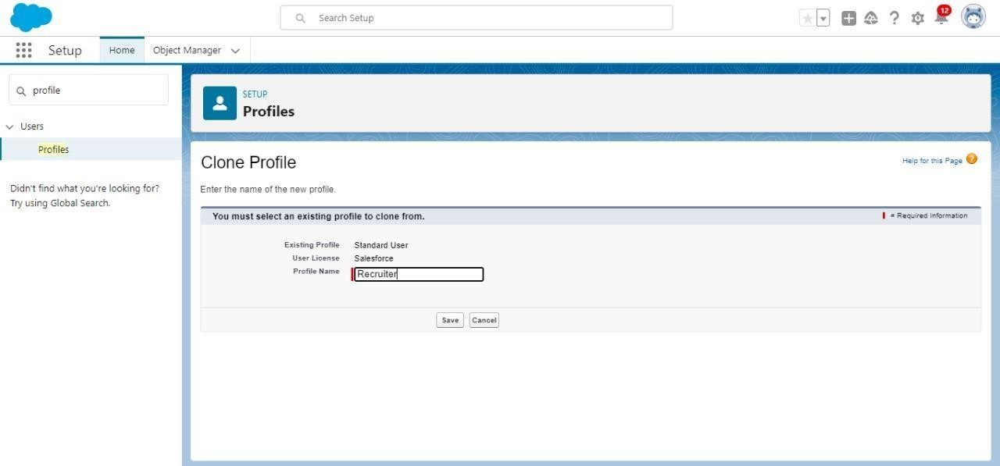 Search Setup
12
Setup
Home
Object Manager
profile
Users
Profiles
Didn't find what you're looking for?
Try using Global Search.
SETUP
Profiles
Clone Profile
Help for this Page ?
Enter the name of the new profile.
You must select an existing profile to clone from.
= Required Information
Existing Profile Standard User
User License Salesforce
Profile Name Recruiter
Save Cancel